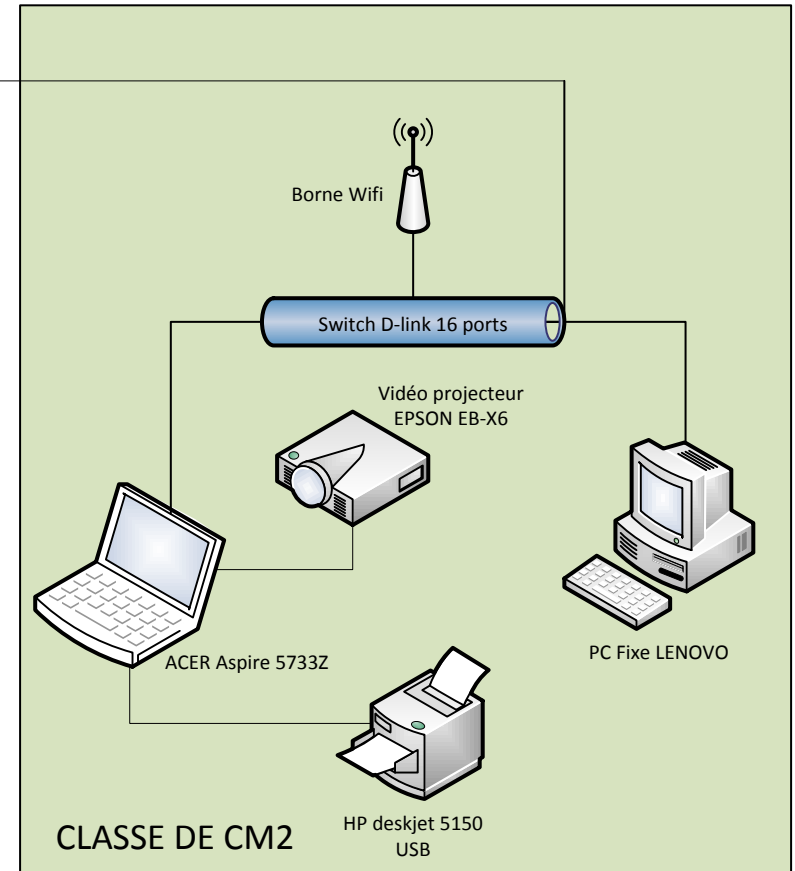 Borne Wifi
Switch D-link 16 ports
Vidéo projecteur
EPSON EB-X6
PC Fixe LENOVO
ACER Aspire 5733Z
HP deskjet 5150
USB
CLASSE DE CM2